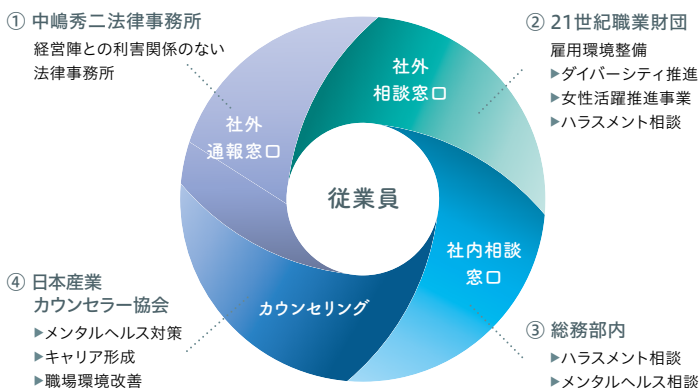 ① 中嶋秀二法律事務所
経営陣との利害関係のない
法律事務所
② 21世紀職業財団
雇用環境整備
▶ダイバーシティ推進
▶女性活躍推進事業
▶ハラスメント相談
社外
相談窓口
社外
通報窓口
従業員
社内相談
窓口
カウンセリング
④ 日本産業
カウンセラー協会
▶メンタルヘルス対策
▶キャリア形成
▶職場環境改善
③ 総務部内
▶ハラスメント相談
▶メンタルヘルス相談